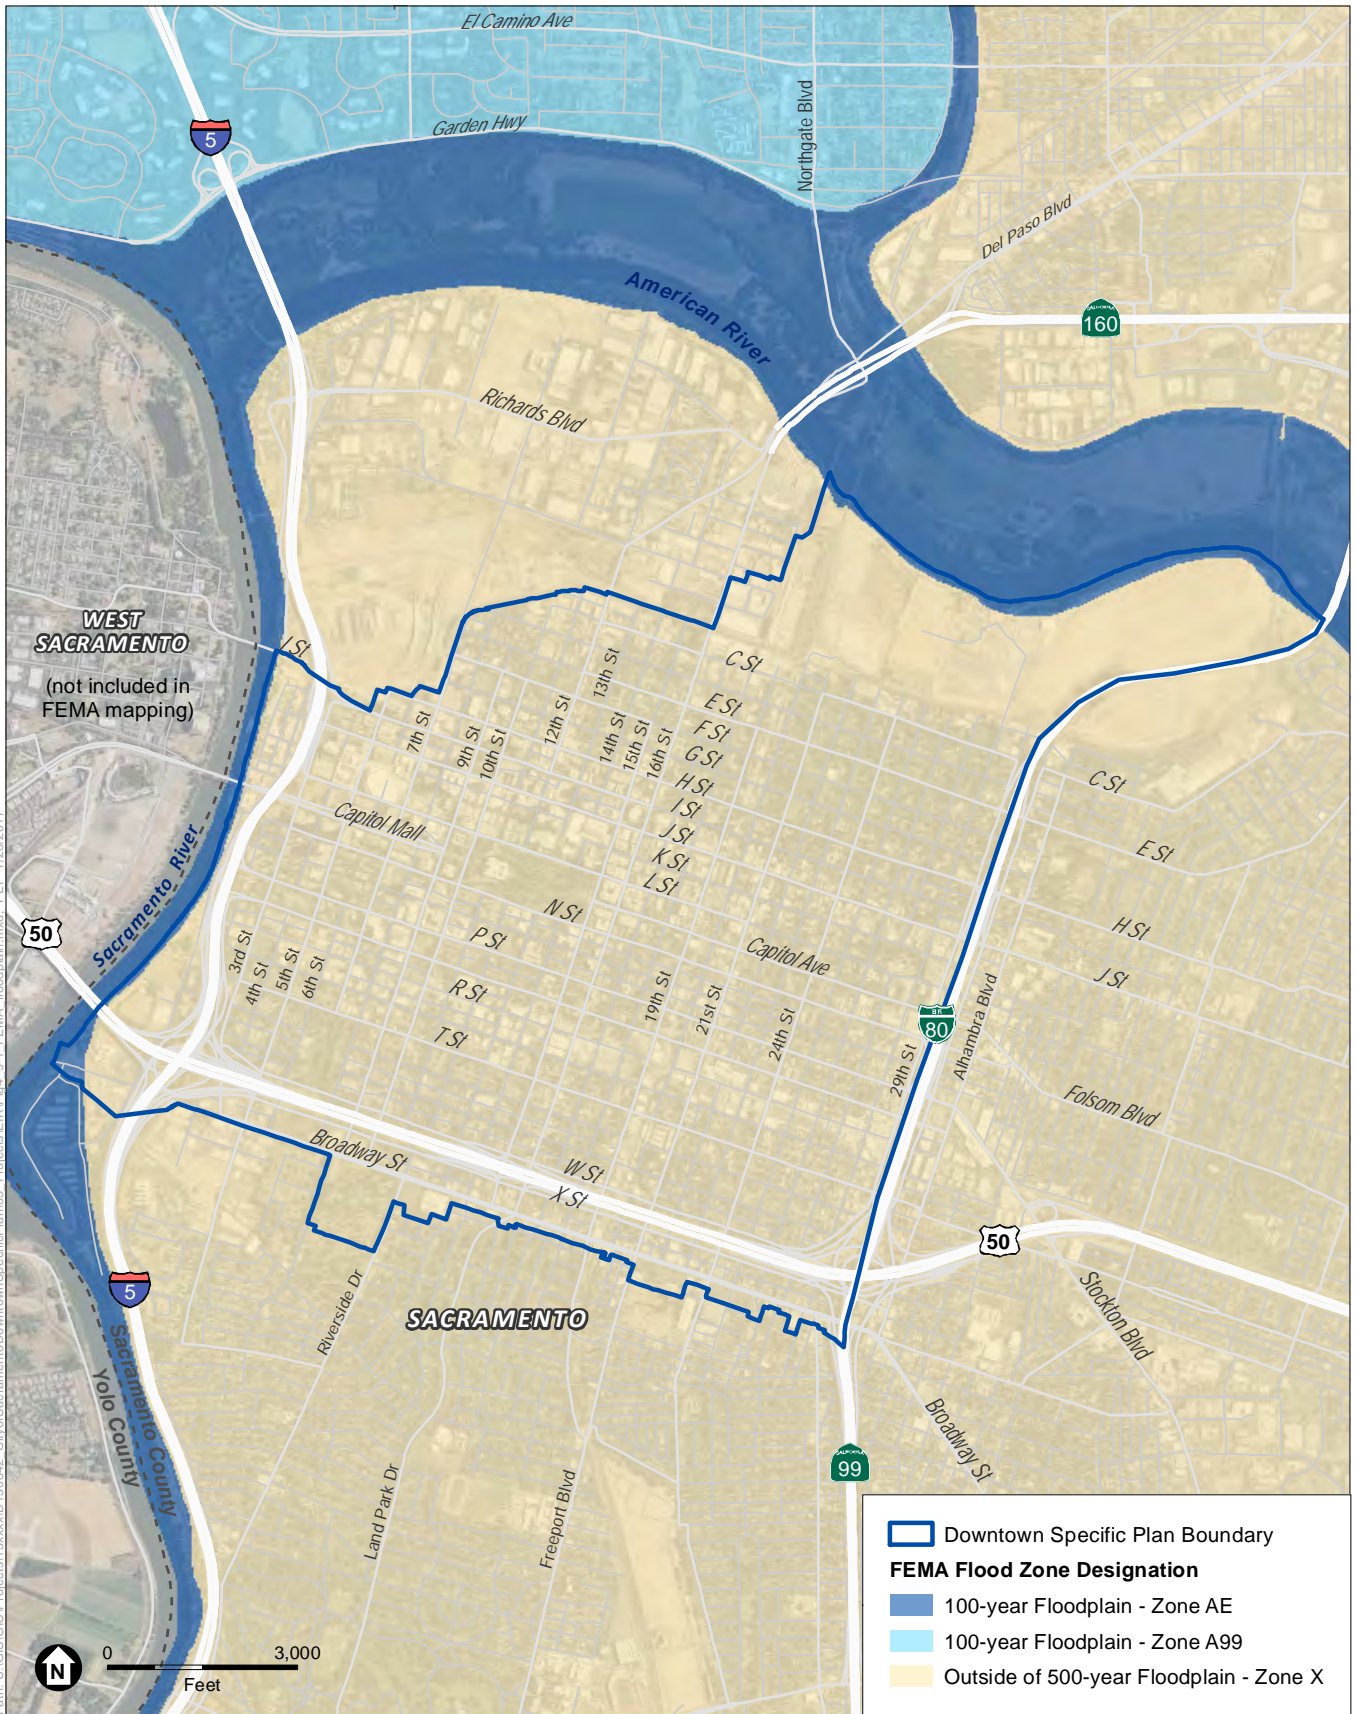 El Camino Ave
Garden Hwy
5
Northgate Blvd
Del Paso Blvd
American River
CALIFORNIA
160
Richards Blvd
WEST
SACRAMENTO
(not included in
FEMA mapping)
I St
C St
13th St
E St
12th St
F St
7th St
14th St
9th St
15th St
10th St
16th St
G St
H St
C St
I St
Capitol Mall
J St
E St
K St
L St
Sacramento River
N St
H St
50
P St
Capitol Ave
3rd St
4th St
5th St
6th St
R St
J St
19th St
21st St
24th St
T St
BR
80
29th St
Alhambra Blvd
Folsom Blvd
Broadway St
W St
X St
50
5
Riverside Dr
SACRAMENTO
Stockton Blvd
Sacramento County
Yolo County
Broadway St
Land Park Dr
Freeport Blvd
CALIFORNIA
99
N
0
3,000
Feet
Downtown Specific Plan Boundary
FEMA Flood Zone Designation
100-year Floodplain - Zone AE
100-year Floodplain - Zone A99
Outside of 500-year Floodplain - Zone X